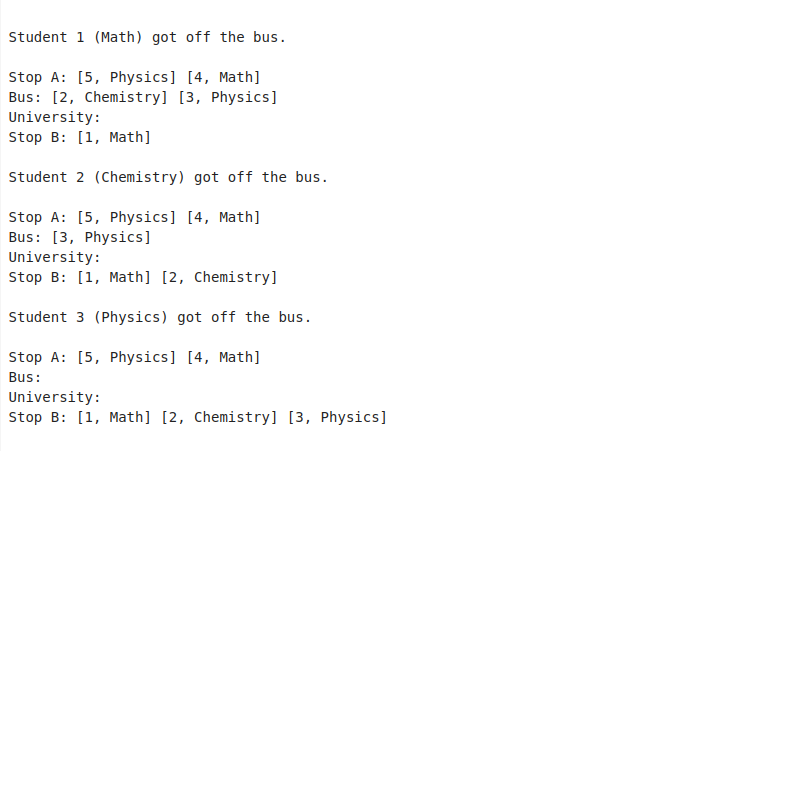 Student 1 (Math) got off the bus.
Stop A: [5, Physics] [4, Math]
Bus: [2, Chemistry] [3, Physics]
University:
Stop B: [1, Math]
Student 2 (Chemistry) got off the bus.
Stop A: [5, Physics] [4, Math]
Bus: [3, Physics]
University:
Stop B: [1, Math] [2, Chemistry]
Student 3 (Physics) got off the bus.
Stop A: [5, Physics] [4, Math]
Bus:
University:
Stop B: [1, Math] [2, Chemistry] [3, Physics]